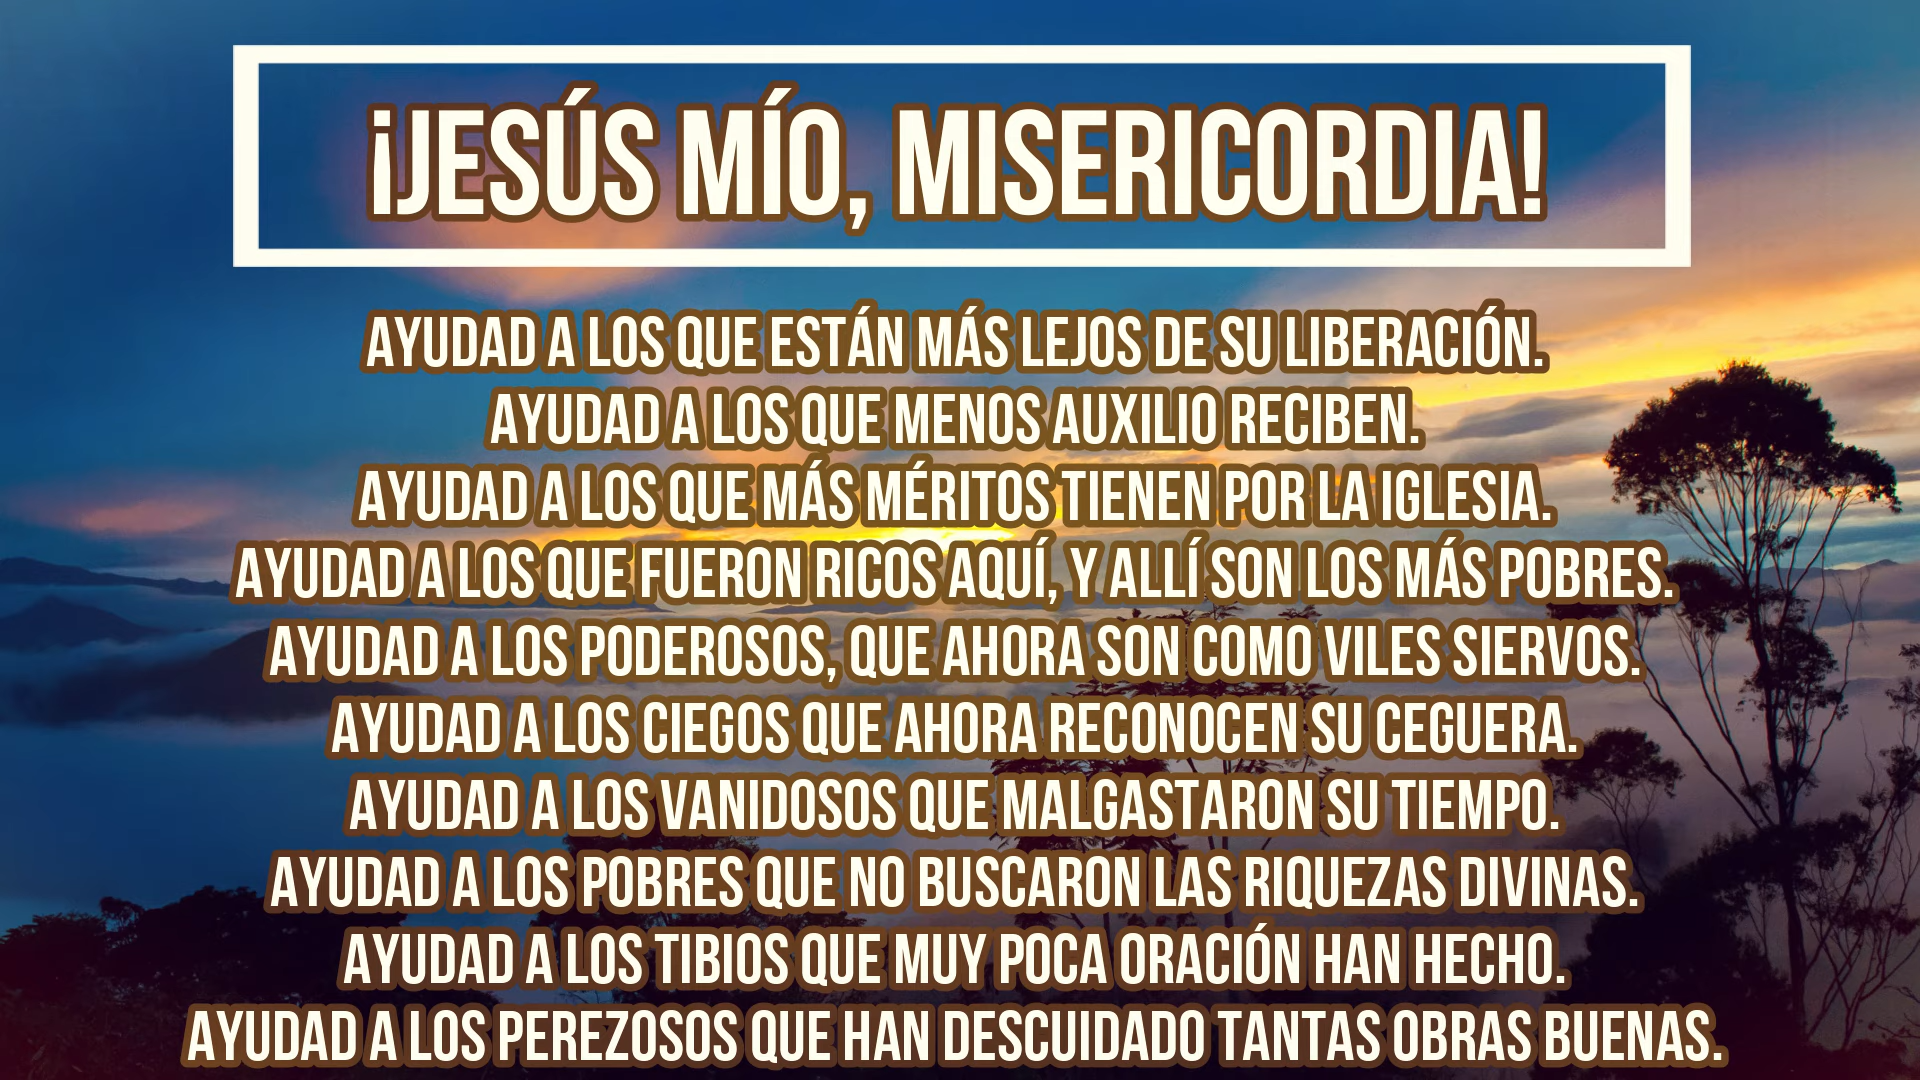 ¡JESÚS MÍO, MISERICORDIA!
AYUDAD A LOS QUE ESTÁN MÁS LEJOS DE SU LIBERACIÓN.
AYUDAD A LOS QUE MENOS AUXILIO RECIBEN.
AYUDAD A LOS QUE MÁS MÉRITOS TIENEN POR LA IGLESIA.
AYUDAD A LOS QUE FUERON RICOS AQUÍ, Y ALLÍ SON LOS MÁS POBRES.
AYUDAD A LOS PODEROSOS, QUE AHORA SON COMO VILES SIERVOS.
AYUDAD A LOS CIEGOS QUE AHORA RECONOCEN SU CEGUERA.
AYUDAD A LOS VANIDOSOS QUE MALGASTARON SU TIEMPO.
AYUDAD A LOS POBRES QUE NO BUSCARON LAS RIQUEZAS DIVINAS.
AYUDAD A LOS TIBIOS QUE MUY POCA ORACIÓN HAN HECHO.
AYUDAD A LOS PEREZOSOS QUE HAN DESCUIDADO TANTAS OBRAS BUENAS.